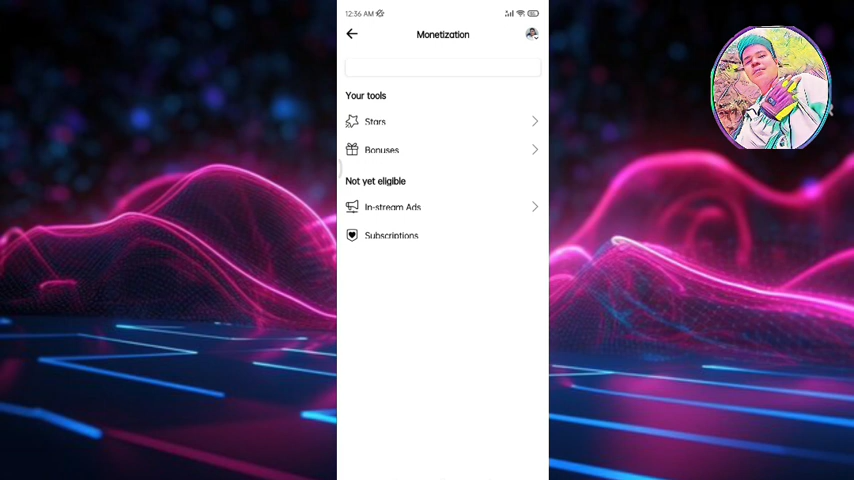 12:36 AM
Monetization
Your tools
Stars
Bonuses
Not yet eligible
In-stream Ads
Subscriptions